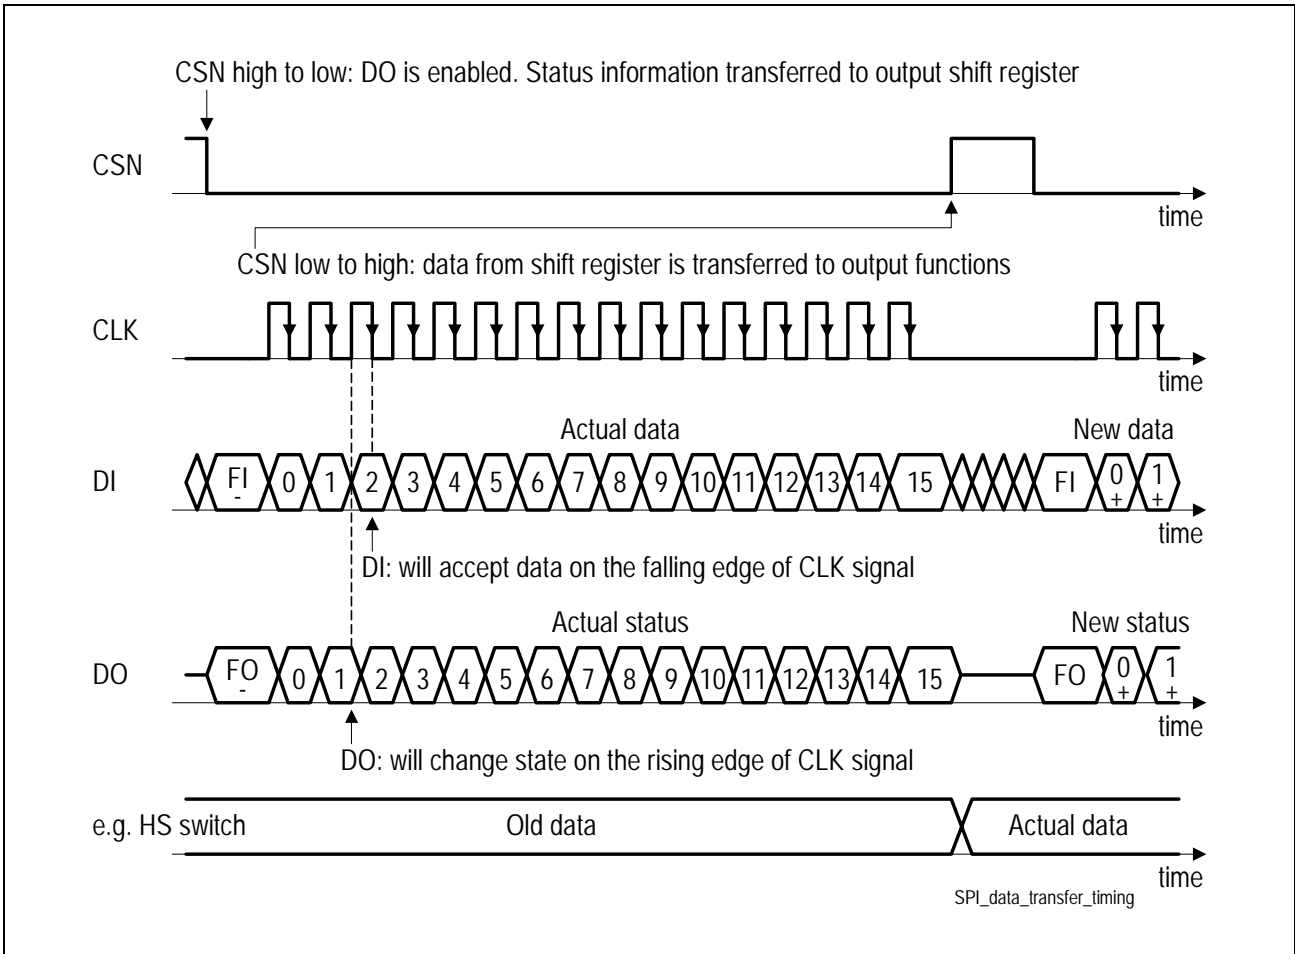 CSN high to low: DO is enabled. Status information transferred to output shift register
CSN
time
CSN low to high: data from shift register is transferred to output functions
CLK
time
Actual data
New data
DI
FI - 0 1 2 3 4 5 6 7 8 9 10 11 12 13 14 15 FI 0 + 1 +
time
DI: will accept data on the falling edge of CLK signal
Actual status
New status
DO
FO - 0 1 2 3 4 5 6 7 8 9 10 11 12 13 14 15 FO 0 + 1 +
time
DO: will change state on the rising edge of CLK signal
e.g. HS switch
Old data
Actual data
time
SPI_data_transfer_timing